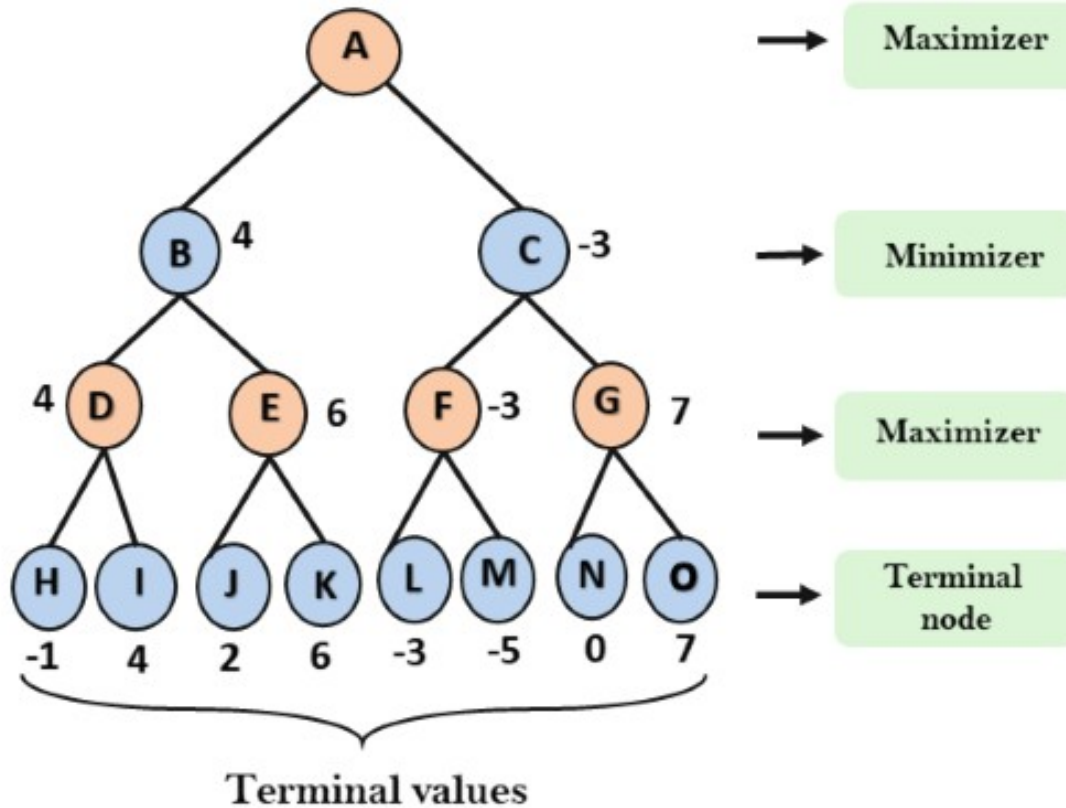 A
Maximizer
B
4
C
-3
Minimizer
4
D
E
6
F
-3
G
7
Maximizer
H
I
J
K
L
M
N
O
Terminal
node
-1
4
2
6
-3
-5
0
7
Terminal values